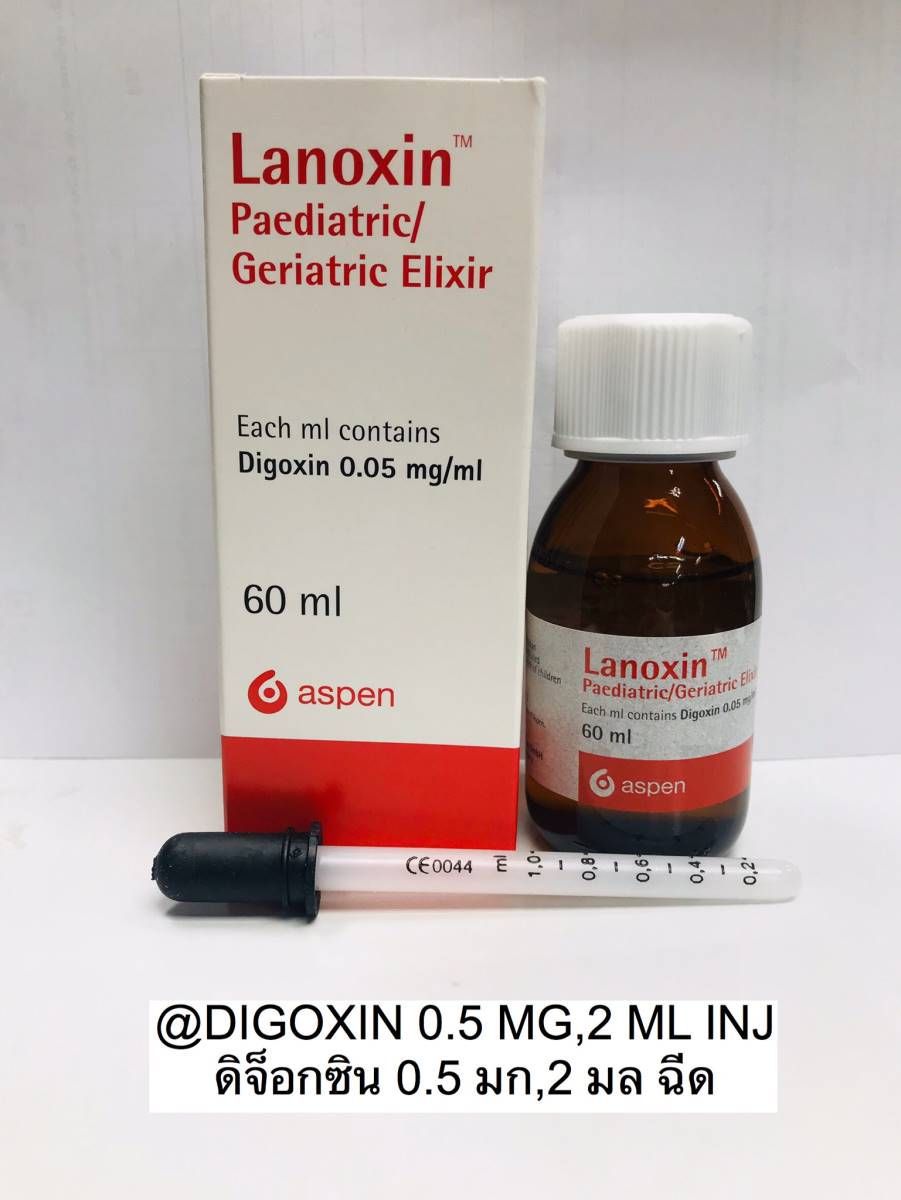 Lanoxin™
Paediatric/
Geriatric Elixir
Each ml contains
Digoxin 0.05 mg/ml
60 ml
aspen
of children
Lanoxin™
Paediatric/Geriatric
Each ml contains Digoxin 0.05
60 ml
aspen
CE0044 ml 1,0 0,8 0,6 0,4 0,2
@DIGOXIN 0.5 MG,2 ML INJ
ดิจ็อกซิน 0.5 มก,2 มล ฉีด